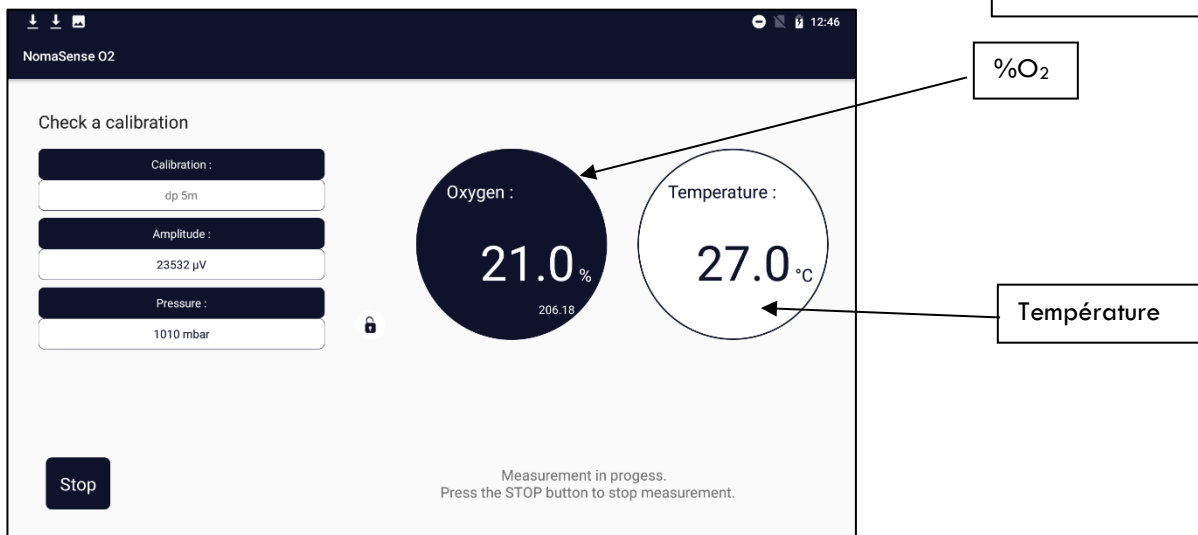 12:46
NomaSense O2
%O₂
Check a calibration
Calibration :
dp 5m
Amplitude :
23532 µV
Pressure :
1010 mbar
Oxygen :
21.0 %
206.18
Temperature :
27.0 °C
Température
Stop
Measurement in progess.
Press the STOP button to stop measurement.